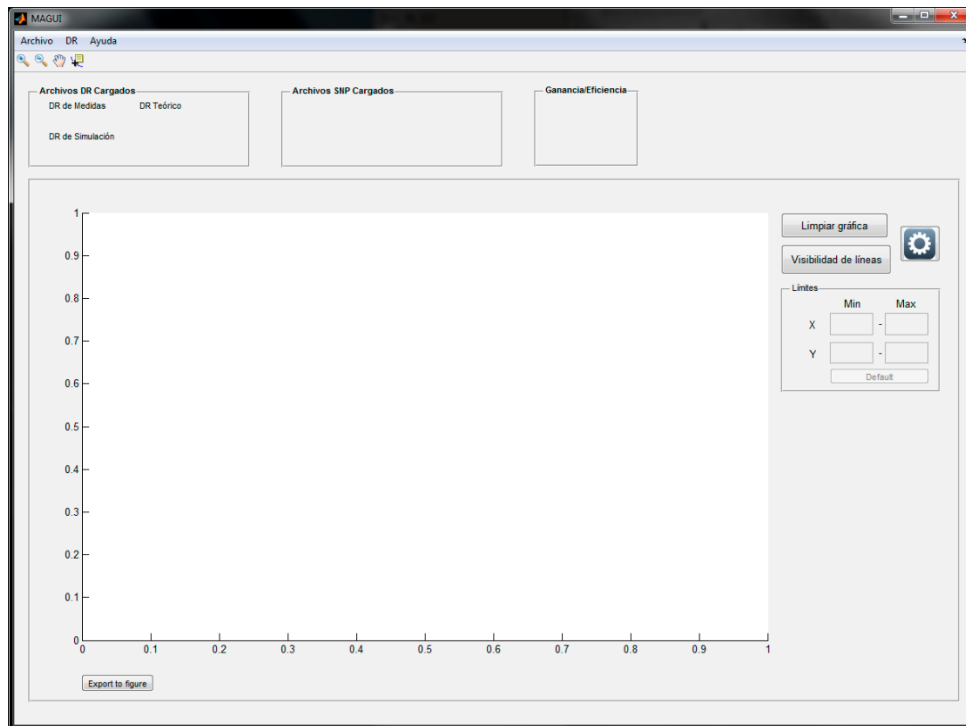 MAGUI
Archivo DR Ayuda
Archivos DR Cargados
DR de Medidas DR Teórico
DR de Simulación
Archivos SNP Cargados
Ganancia/Eficiencia
1
0.9
0.8
0.7
0.6
0.5
0.4
0.3
0.2
0.1
0
0 0.1 0.2 0.3 0.4 0.5 0.6 0.7 0.8 0.9 1
Export to figure
Limpiar gráfica
Visibilidad de líneas
Límites
Min Max
X -
Y -
Default